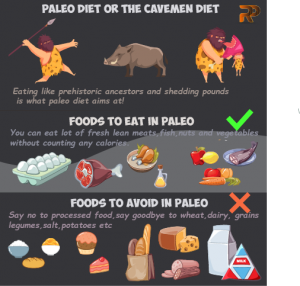 PALEO DIET OR THE CAVEMEN DIET
Eating like prehistoric ancestors and shedding pounds
is what paleo diet aims at!
FOODS TO EAT IN PALEO
You can eat lot of fresh lean meats,fish,nuts and vegetables
without counting any calories
FOODS TO AVOID IN PALEO
Say no to processed food,say goodbye to wheat,dairy, grains
legumes,salt,potatoes etc
MILK